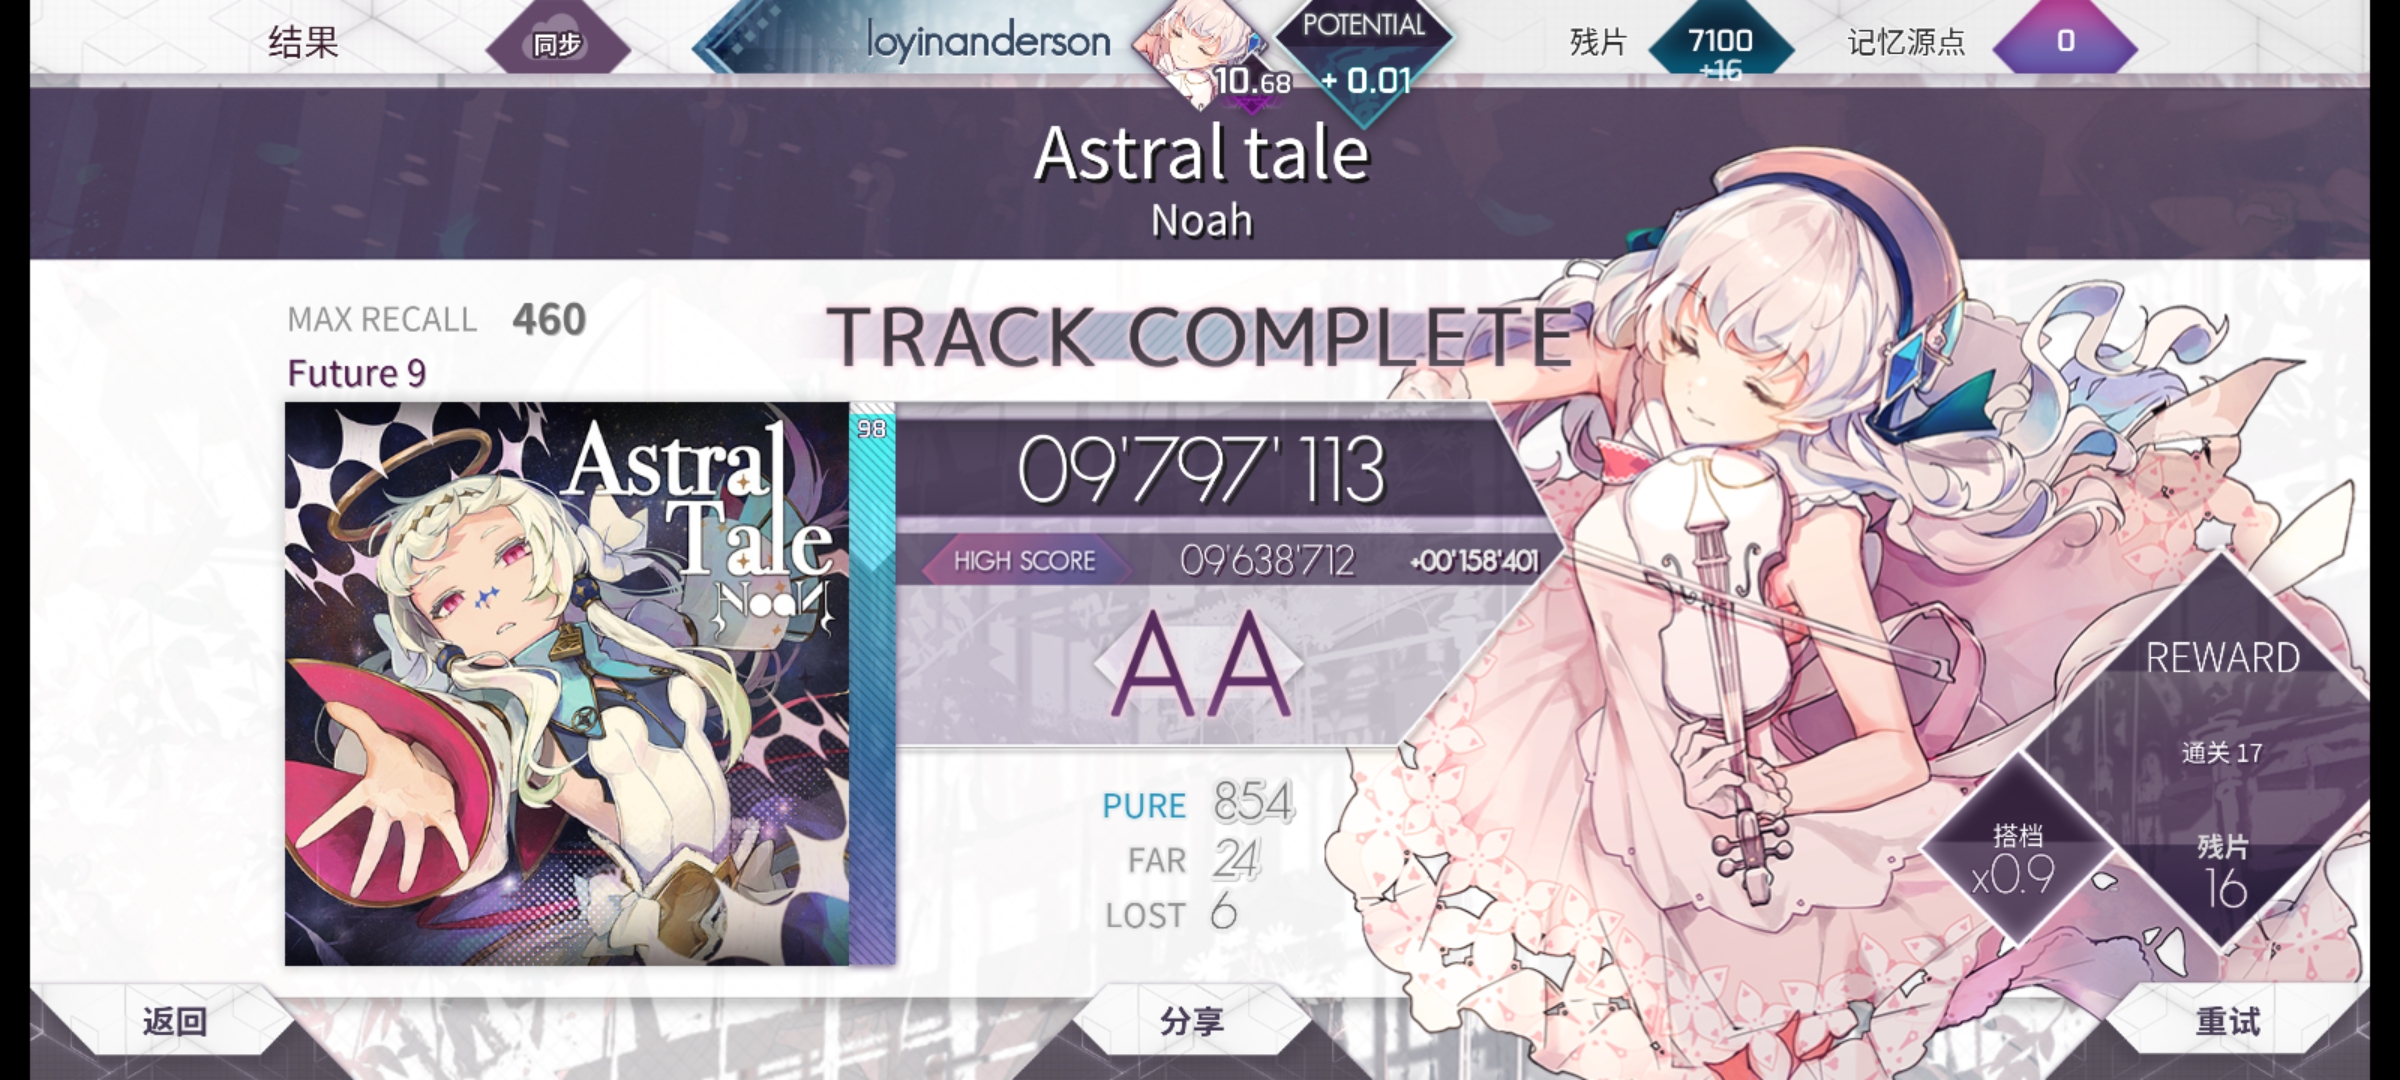 结果
同步
loyinanderson
10.68
POTENTIAL
+ 0.01
残片
7100
+16
记忆源点
0
Astral tale
Noah
MAX RECALL 460
Future 9
TRACK COMPLETE
Astral
Tale
Noah
98
09'797'113
HIGH SCORE 09'638'712 +00'158'401
AA
PURE 854
FAR 24
LOST 6
REWARD
通关 17
搭档
x0.9
残片
16
返回
分享
重试